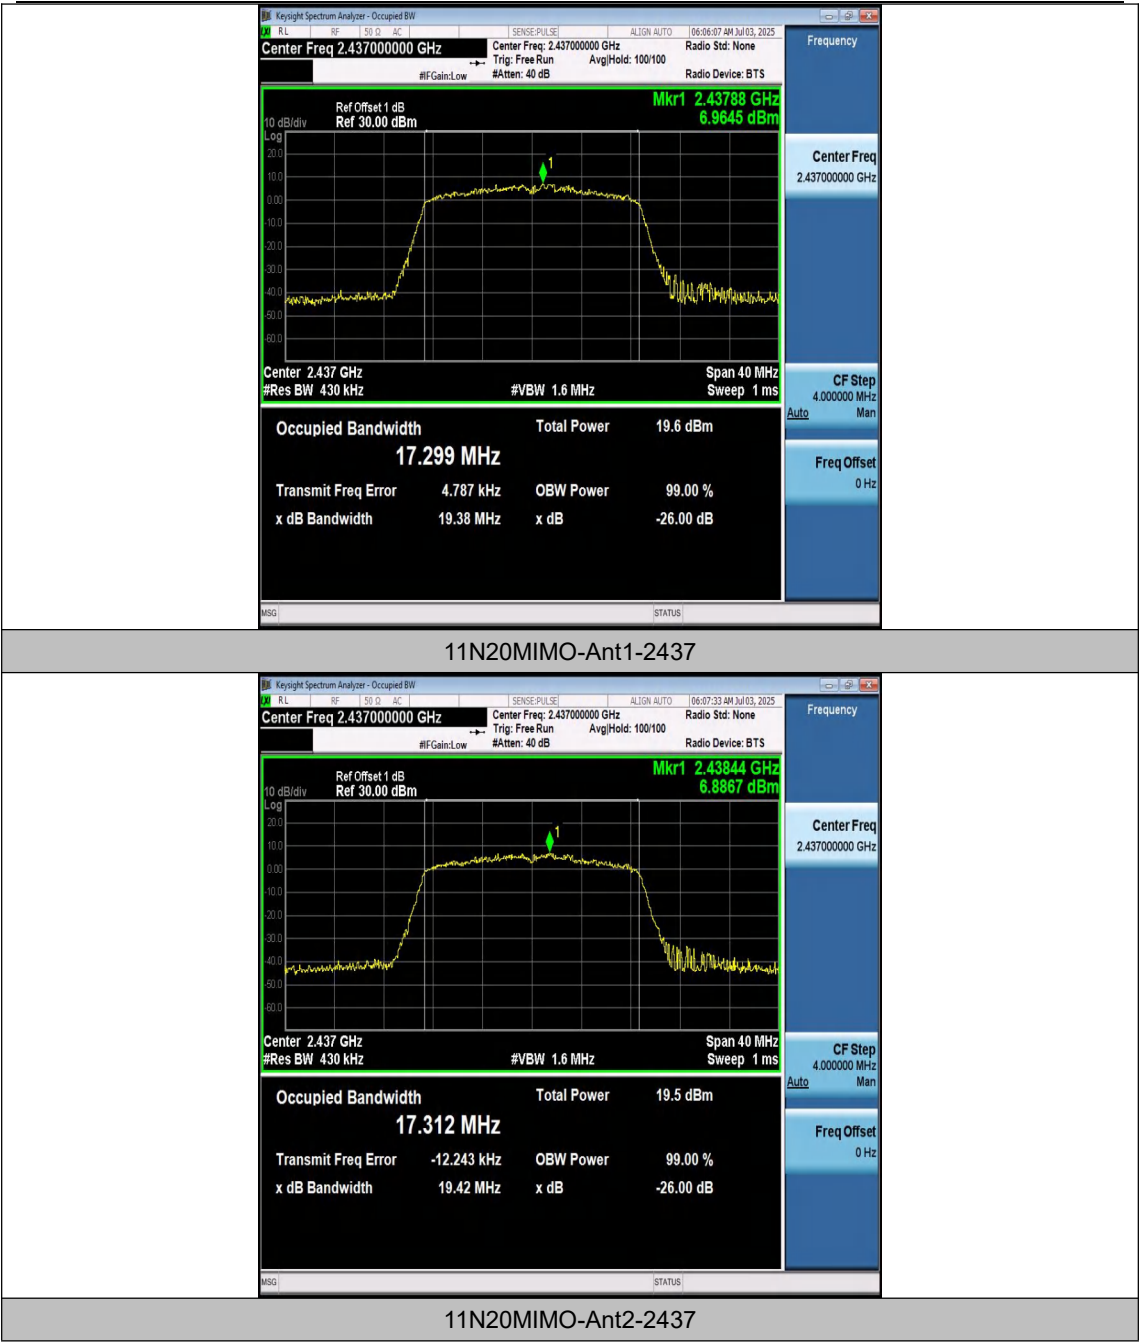 Keysight Spectrum Analyzer - Occupied BW
RL RF 50 Ω AC SENSE:PULSE ALIGN AUTO 06:06:07 AM Jul 03, 2025
Center Freq 2.437000000 GHz Center Freq: 2.437000000 GHz Radio Std: None Frequency
Trig: Free Run Avg|Hold: 100/100
#IFGain:Low #Atten: 40 dB Radio Device: BTS
Mkr1 2.43788 GHz
Ref Offset 1 dB 6.9645 dBm
10 dB/div Ref 30.00 dBm
Log
20.0
10.0
0.00
-10.0
-20.0
-30.0
-40.0
-50.0
-60.0
1
Center Freq
2.437000000 GHz
Center 2.437 GHz Span 40 MHz
#Res BW 430 kHz #VBW 1.6 MHz Sweep 1 ms
CF Step
4.000000 MHz
Auto Man
Occupied Bandwidth Total Power 19.6 dBm
17.299 MHz
Freq Offset
0 Hz
Transmit Freq Error 4.787 kHz OBW Power 99.00 %
x dB Bandwidth 19.38 MHz x dB -26.00 dB
MSG STATUS
11N20MIMO-Ant1-2437
Keysight Spectrum Analyzer - Occupied BW
RL RF 50 Ω AC SENSE:PULSE ALIGN AUTO 06:07:33 AM Jul 03, 2025
Center Freq 2.437000000 GHz Center Freq: 2.437000000 GHz Radio Std: None Frequency
Trig: Free Run Avg|Hold: 100/100
#IFGain:Low #Atten: 40 dB Radio Device: BTS
Mkr1 2.43844 GHz
Ref Offset 1 dB 6.8867 dBm
10 dB/div Ref 30.00 dBm
Log
20.0
10.0
0.00
-10.0
-20.0
-30.0
-40.0
-50.0
-60.0
1
Center Freq
2.437000000 GHz
Center 2.437 GHz Span 40 MHz
#Res BW 430 kHz #VBW 1.6 MHz Sweep 1 ms
CF Step
4.000000 MHz
Auto Man
Occupied Bandwidth Total Power 19.5 dBm
17.312 MHz
Freq Offset
0 Hz
Transmit Freq Error -12.243 kHz OBW Power 99.00 %
x dB Bandwidth 19.42 MHz x dB -26.00 dB
MSG STATUS
11N20MIMO-Ant2-2437